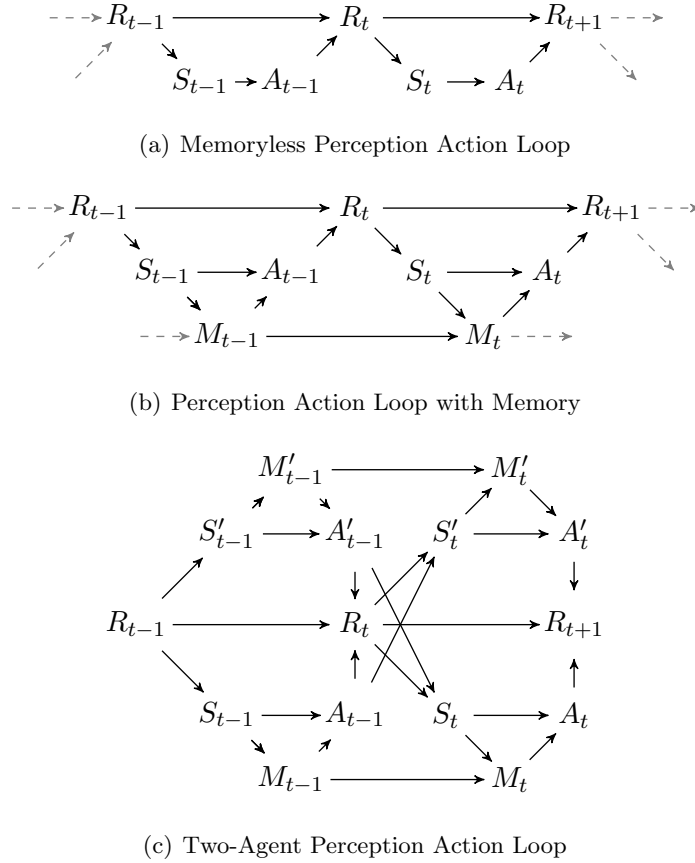 R_{t−1} R_t R_{t+1}
S_{t−1} A_{t−1} S_t A_t
(a) Memoryless Perception Action Loop
R_{t−1} R_t R_{t+1}
S_{t−1} A_{t−1} S_t A_t
M_{t−1} M_t
(b) Perception Action Loop with Memory
M′_{t−1} M′_t
S′_{t−1} A′_{t−1} S′_t A′_t
R_{t−1} R_t R_{t+1}
S_{t−1} A_{t−1} S_t A_t
M_{t−1} M_t
(c) Two-Agent Perception Action Loop